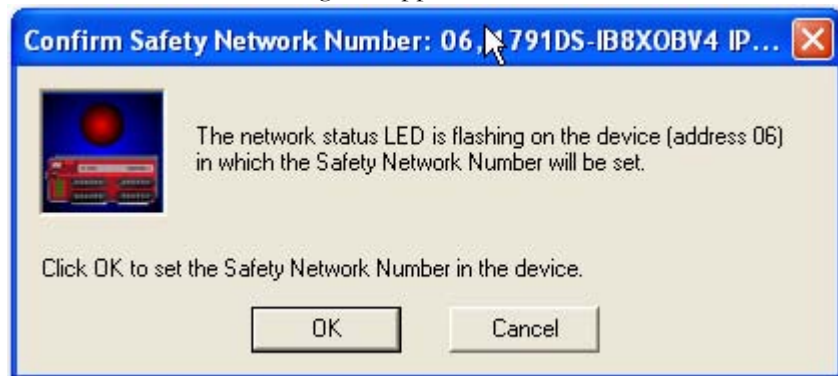 Confirm Safety Network Number: 06, 1791DS-IB8XOBV4 IP...
The network status LED is flashing on the device (address 06)
in which the Safety Network Number will be set.
Click OK to set the Safety Network Number in the device.
OK
Cancel